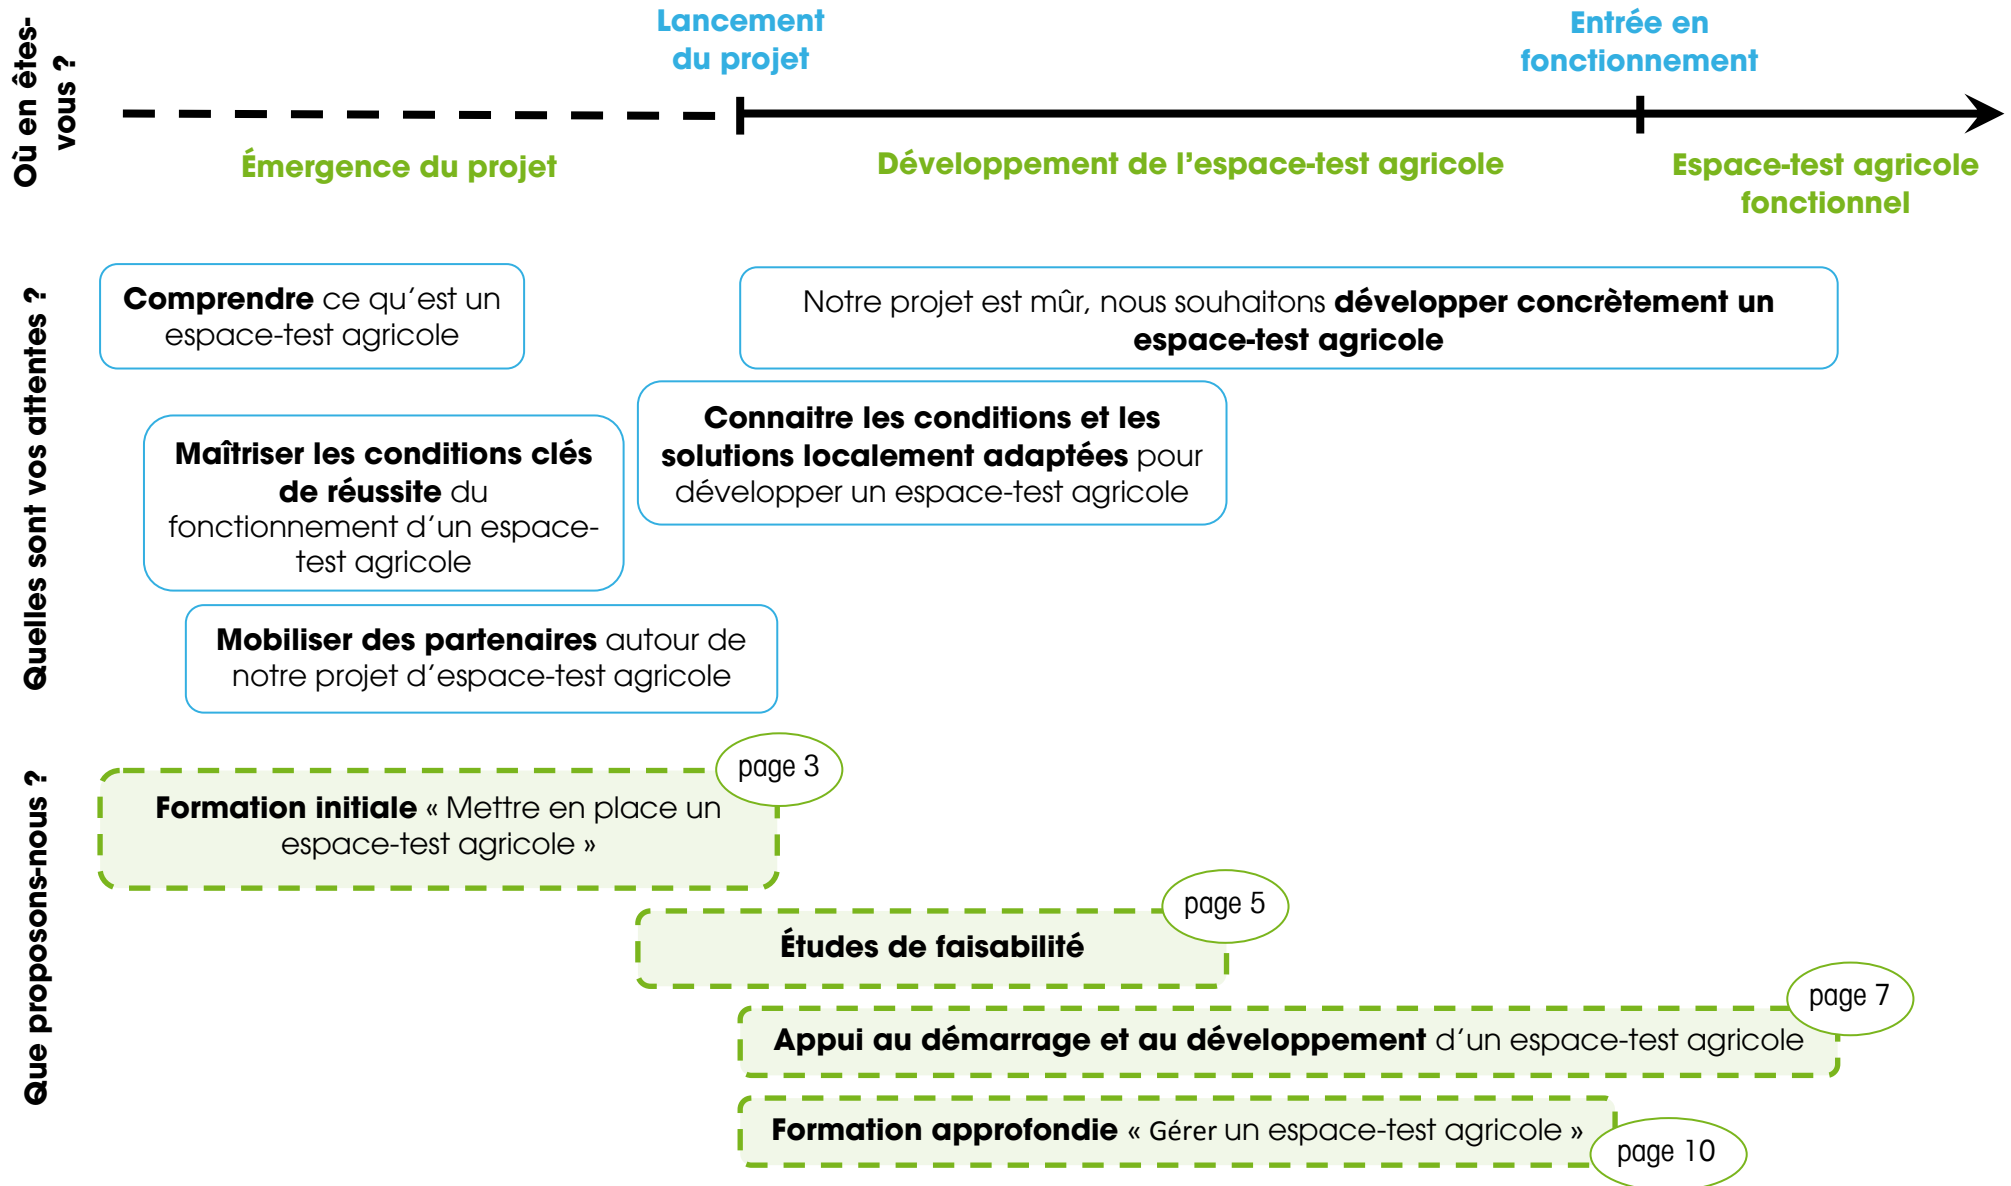 Où en êtes-
vous ?
Lancement
du projet
Entrée en
fonctionnement
Émergence du projet
Développement de l’espace-test agricole
Espace-test agricole
fonctionnel
Quelles sont vos attentes ?
Comprendre ce qu’est un
espace-test agricole
Notre projet est mûr, nous souhaitons développer concrètement un
espace-test agricole
Maîtriser les conditions clés
de réussite du
fonctionnement d’un espace-
test agricole
Connaitre les conditions et les
solutions localement adaptées pour
développer un espace-test agricole
Mobiliser des partenaires autour de
notre projet d’espace-test agricole
Que proposons-nous ?
page 3
Formation initiale « Mettre en place un
espace-test agricole »
page 5
Études de faisabilité
page 7
Appui au démarrage et au développement d’un espace-test agricole
Formation approfondie « Gérer un espace-test agricole »
page 10